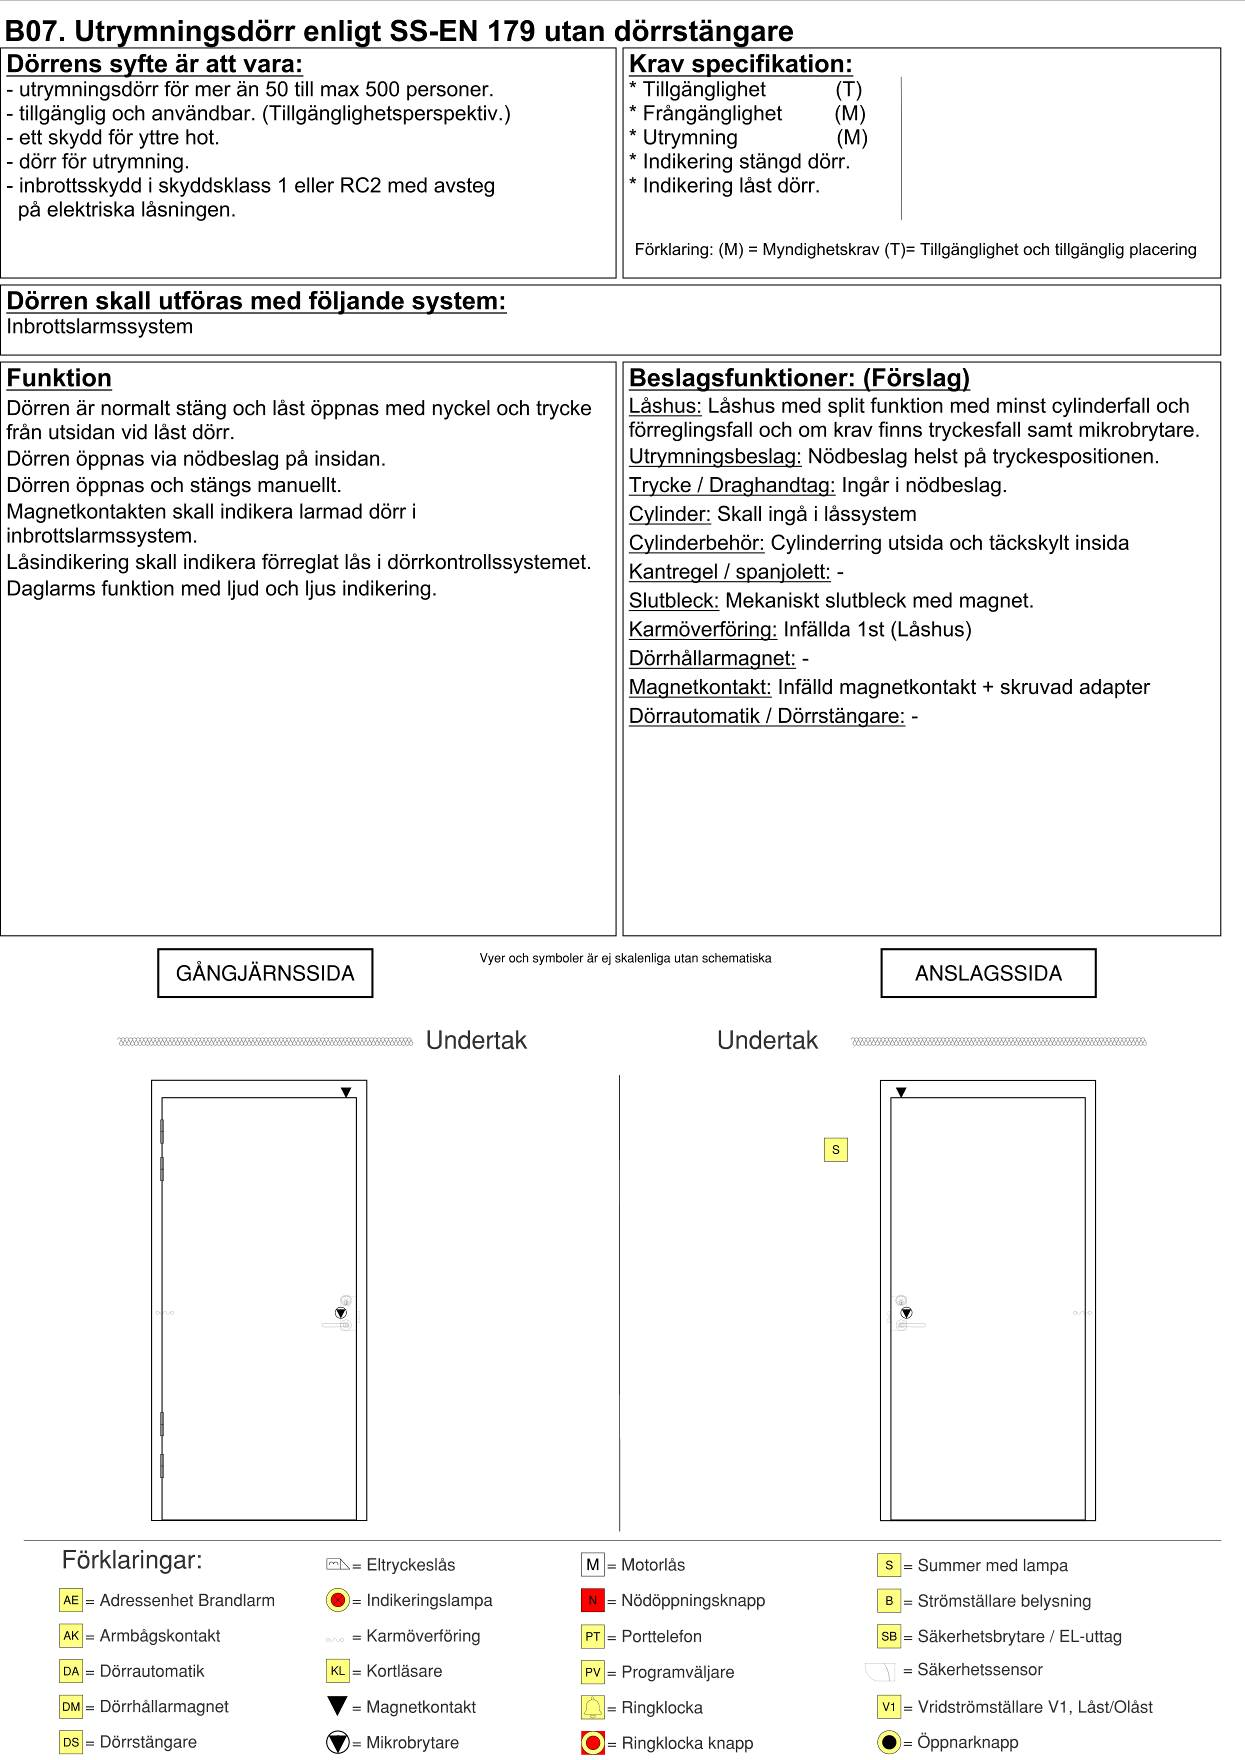 B07. Utrymningsdörr enligt SS-EN 179 utan dörrstängare
Dörrens syfte är att vara:
- utrymningsdörr för mer än 50 till max 500 personer.
- tillgänglig och användbar. (Tillgänglighetsperspektiv.)
- ett skydd för yttre hot.
- dörr för utrymning.
- inbrottsskydd i skyddsklass 1 eller RC2 med avsteg
på elektriska låsningen.
Krav specifikation:
* Tillgänglighet (T)
* Frångänglighet (M)
* Utrymning (M)
* Indikering stängd dörr.
* Indikering låst dörr.
Förklaring: (M) = Myndighetskrav (T)= Tillgänglighet och tillgänglig placering
Dörren skall utföras med följande system:
Inbrottslarmssystem
Funktion
Dörren är normalt stäng och låst öppnas med nyckel och trycke
från utsidan vid låst dörr.
Dörren öppnas via nödbeslag på insidan.
Dörren öppnas och stängs manuellt.
Magnetkontakten skall indikera larmad dörr i
inbrottslarmssystem.
Låsindikering skall indikera förreglat lås i dörrkontrollssystemet.
Daglarms funktion med ljud och ljus indikering.
Beslagsfunktioner: (Förslag)
Låshus: Låshus med split funktion med minst cylinderfall och
förreglingsfall och om krav finns tryckesfall samt mikrobrytare.
Utrymningsbeslag: Nödbeslag helst på tryckespositionen.
Trycke / Draghandtag: Ingår i nödbeslag.
Cylinder: Skall ingå i låssystem
Cylinderbehör: Cylinderring utsida och täckskylt insida
Kantregel / spanjolett: -
Slutbleck: Mekaniskt slutbleck med magnet.
Karmöverföring: Infällda 1st (Låshus)
Dörrhållarmagnet: -
Magnetkontakt: Infälld magnetkontakt + skruvad adapter
Dörrautomatik / Dörrstängare: -
GÅNGJÄRNSSIDA
Vyer och symboler är ej skalenliga utan schematiska
ANSLAGSSIDA
Undertak
Undertak
S
Förklaringar:
AE = Adressenhet Brandlarm
AK = Armbågskontakt
DA = Dörrautomatik
DM = Dörrhållarmagnet
DS = Dörrstängare
= Eltryckeslås
= Indikeringslampa
= Karmöverföring
KL = Kortläsare
= Magnetkontakt
= Mikrobrytare
M = Motorlås
N = Nödöppningsknapp
PT = Porttelefon
PV = Programväljare
= Ringklocka
= Ringklocka knapp
S = Summer med lampa
B = Strömställare belysning
SB = Säkerhetsbrytare / EL-uttag
= Säkerhetssensor
V1 = Vridströmställare V1, Låst/Olåst
= Öppnarknapp